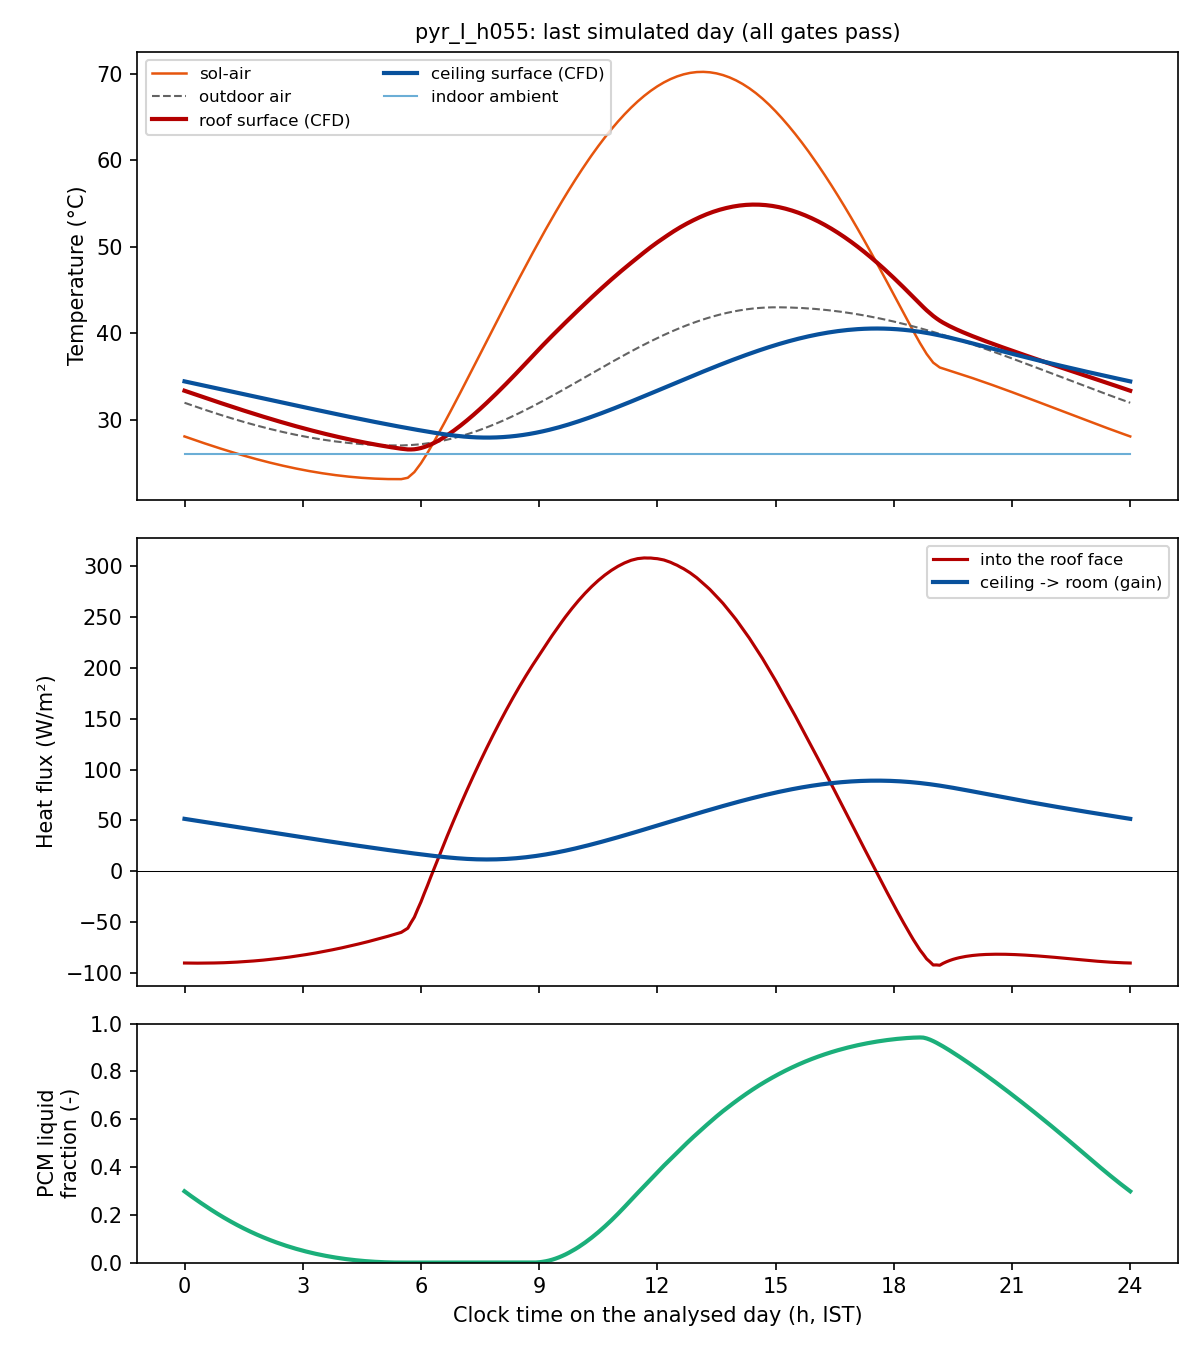 pyr_I_h055: last simulated day (all gates pass)
sol-air
outdoor air
roof surface (CFD)
ceiling surface (CFD)
indoor ambient
Temperature (°C)
70
60
50
40
30
into the roof face
ceiling -> room (gain)
Heat flux (W/m²)
300
250
200
150
100
50
0
−50
−100
PCM liquid
fraction (-)
1.0
0.8
0.6
0.4
0.2
0.0
0 3 6 9 12 15 18 21 24
Clock time on the analysed day (h, IST)